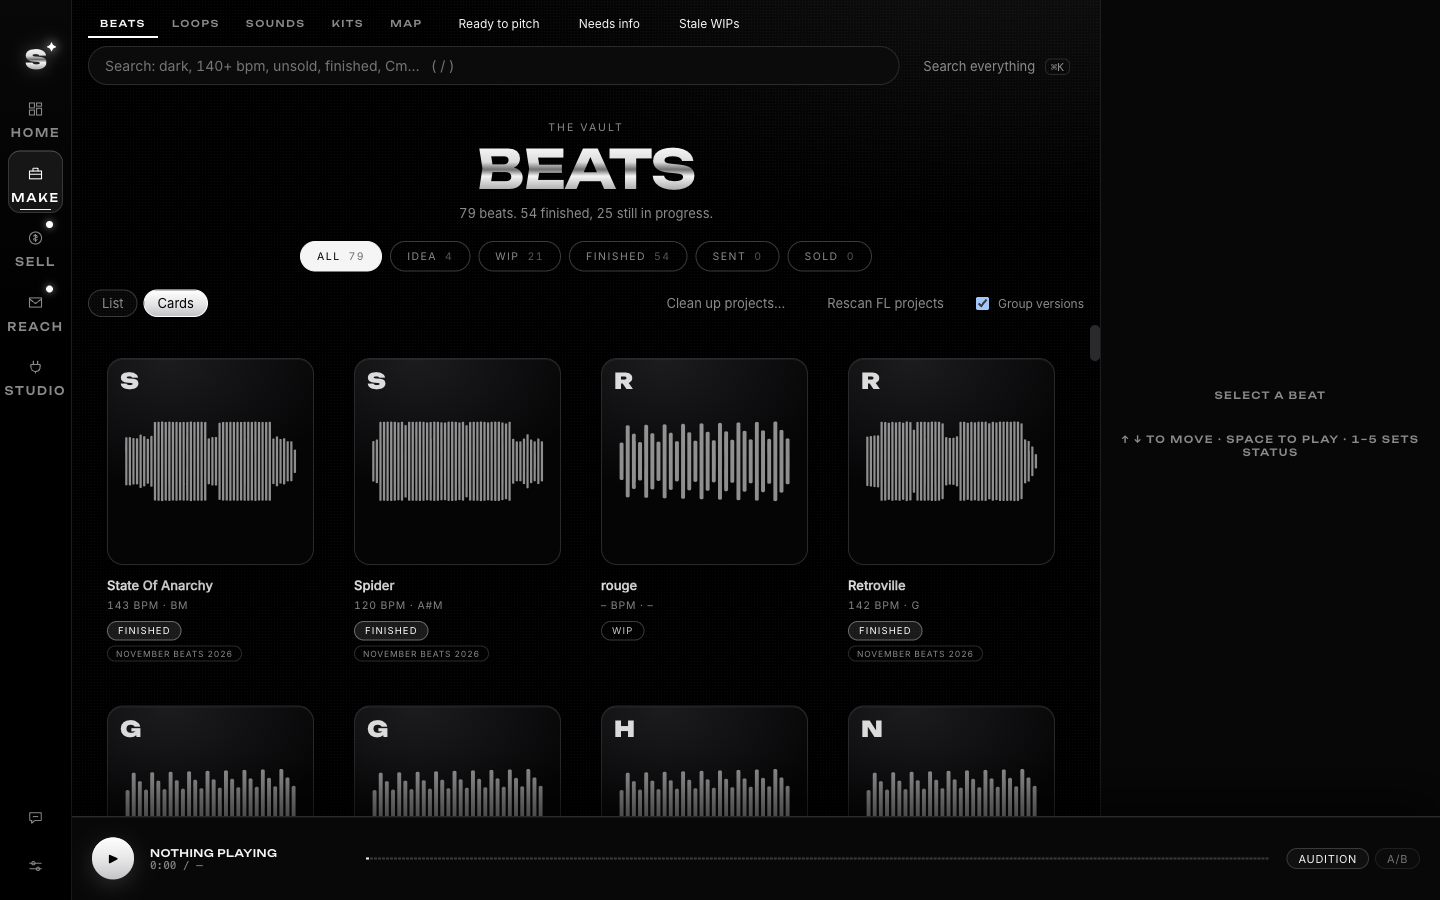 BEATS LOOPS SOUNDS KITS MAP Ready to pitch Needs info Stale WIPs
S
Search: dark, 140+ bpm, unsold, finished, Cm... ( / ) Search everything ⌘K
HOME
MAKE
SELL
REACH
STUDIO
THE VAULT
BEATS
79 beats. 54 finished, 25 still in progress.
ALL 79 IDEA 4 WIP 21 FINISHED 54 SENT 0 SOLD 0
List Cards Clean up projects... Rescan FL projects Group versions
S S R R
State Of Anarchy Spider rouge Retroville
143 BPM · BM 120 BPM · A#M – BPM · – 142 BPM · G
FINISHED FINISHED WIP FINISHED
NOVEMBER BEATS 2026 NOVEMBER BEATS 2026 NOVEMBER BEATS 2026
G G H N
SELECT A BEAT
↑ ↓ TO MOVE · SPACE TO PLAY · 1–5 SETS
STATUS
NOTHING PLAYING
0:00 / —
AUDITION A/B